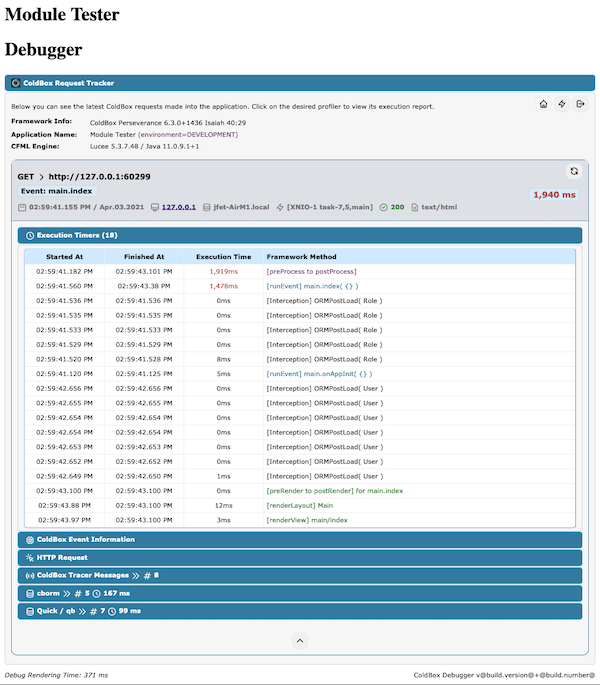 Module Tester
Debugger
ColdBox Request Tracker
Below you can see the latest ColdBox requests made into the application. Click on the desired profiler to view its execution report.
Framework Info: ColdBox Perseverance 6.3.0+1436 Isaiah 40:29
Application Name: Module Tester (environment=DEVELOPMENT)
CFML Engine: Lucee 5.3.7.48 / Java 11.0.9.1+1
GET > http://127.0.0.1:60299
Event: main.index
1,940 ms
02:59:41.155 PM / Apr.03.2021 127.0.0.1 jfet-AirM1.local [XNIO-1 task-7,5,main] 200 text/html
Execution Timers (18)
Started At Finished At Execution Time Framework Method
02:59:41.182 PM 02:59:43.101 PM 1,919ms [preProcess to postProcess]
02:59:41.560 PM 02:59:43.38 PM 1,478ms [runEvent] main.index( {} )
02:59:41.536 PM 02:59:41.536 PM 0ms [Interception] ORMPostLoad( Role )
02:59:41.535 PM 02:59:41.535 PM 0ms [Interception] ORMPostLoad( Role )
02:59:41.533 PM 02:59:41.533 PM 0ms [Interception] ORMPostLoad( Role )
02:59:41.529 PM 02:59:41.529 PM 0ms [Interception] ORMPostLoad( Role )
02:59:41.520 PM 02:59:41.528 PM 8ms [Interception] ORMPostLoad( Role )
02:59:41.120 PM 02:59:41.125 PM 5ms [runEvent] main.onAppInit( {} )
02:59:42.656 PM 02:59:42.656 PM 0ms [Interception] ORMPostLoad( User )
02:59:42.655 PM 02:59:42.655 PM 0ms [Interception] ORMPostLoad( User )
02:59:42.654 PM 02:59:42.654 PM 0ms [Interception] ORMPostLoad( User )
02:59:42.654 PM 02:59:42.654 PM 0ms [Interception] ORMPostLoad( User )
02:59:42.653 PM 02:59:42.653 PM 0ms [Interception] ORMPostLoad( User )
02:59:42.652 PM 02:59:42.652 PM 0ms [Interception] ORMPostLoad( User )
02:59:42.649 PM 02:59:42.650 PM 1ms [Interception] ORMPostLoad( User )
02:59:43.100 PM 02:59:43.100 PM 0ms [preRender to postRender] for main.index
02:59:43.88 PM 02:59:43.100 PM 12ms [renderLayout] Main
02:59:43.97 PM 02:59:43.100 PM 3ms [renderView] main/index
ColdBox Event Information
HTTP Request
ColdBox Tracer Messages >> # 8
cborm >> # 5 167 ms
Quick / qb >> # 7 99 ms
Debug Rendering Time: 371 ms
ColdBox Debugger v@build.version@+@build.number@